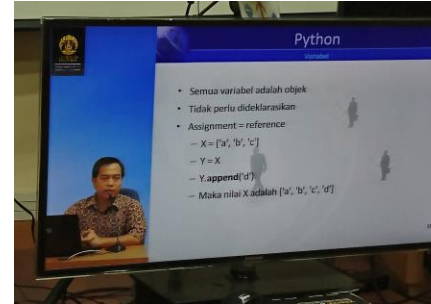 Python
Variabel
• Semua variabel adalah objek
• Tidak perlu dideklarasikan
• Assignment = reference
– X = ['a', 'b', 'c']
– Y = X
– Y.append('d')
– Maka nilai X adalah ['a', 'b', 'c', 'd']